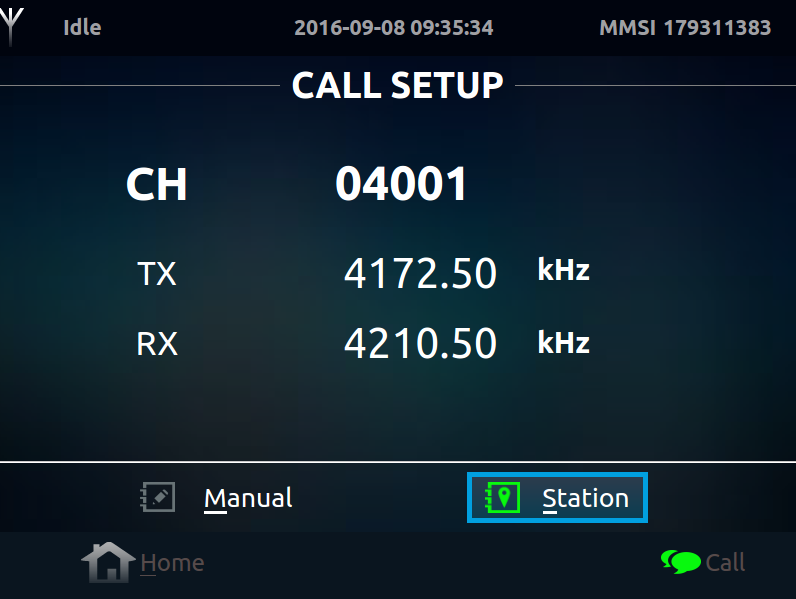 Idle 2016-09-08 09:35:34 MMSI 179311383
CALL SETUP
CH 04001
TX 4172.50 kHz
RX 4210.50 kHz
Manual Station
Home Call